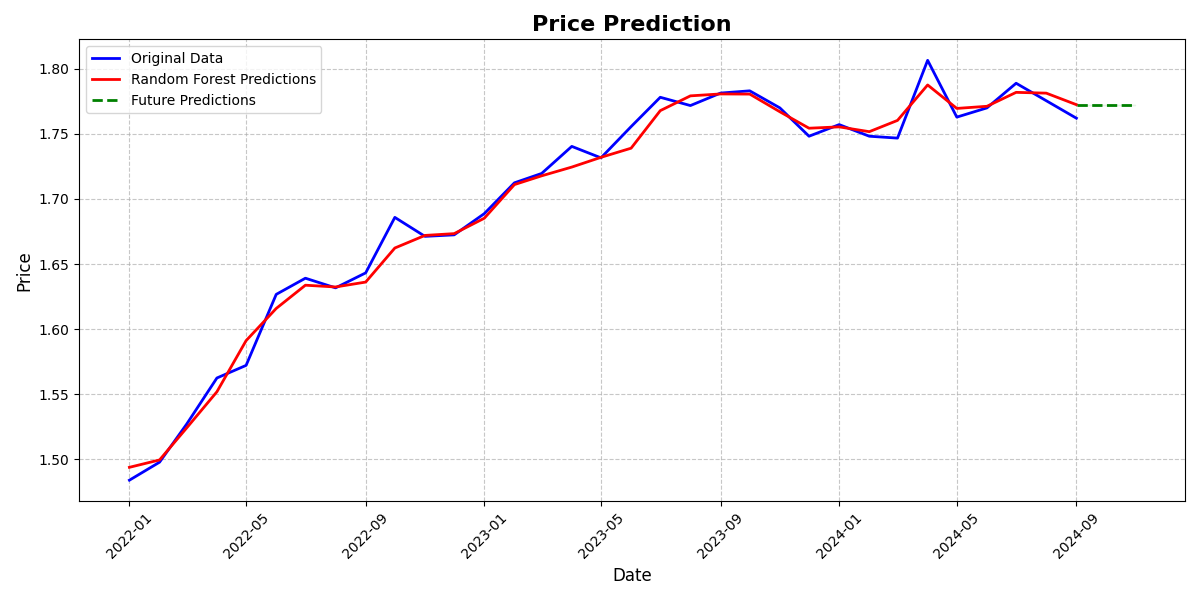 Price Prediction
Original Data
Random Forest Predictions
Future Predictions
Price
1.80
1.75
1.70
1.65
1.60
1.55
1.50
2022-01
2022-05
2022-09
2023-01
2023-05
2023-09
2024-01
2024-05
2024-09
Date